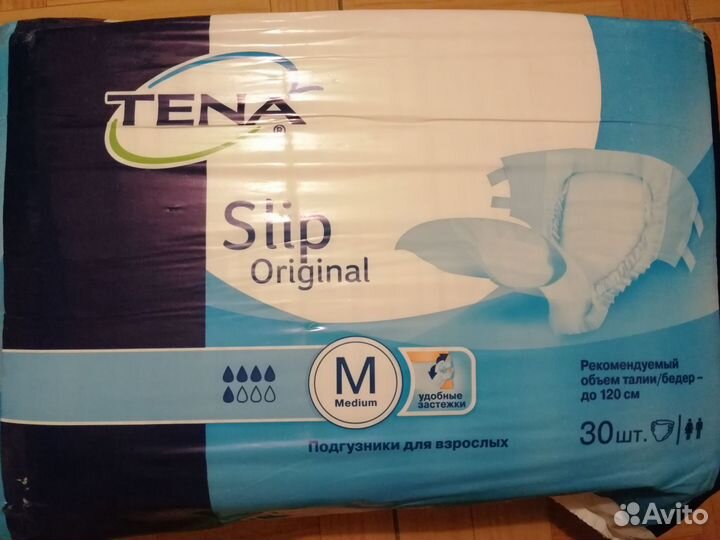 TENA®
Slip
Original
M
Medium
удобные
застежки
Рекомендуемый
объем талии/бедер –
до 120 см
Подгузники для взрослых
30 шт.
Avito